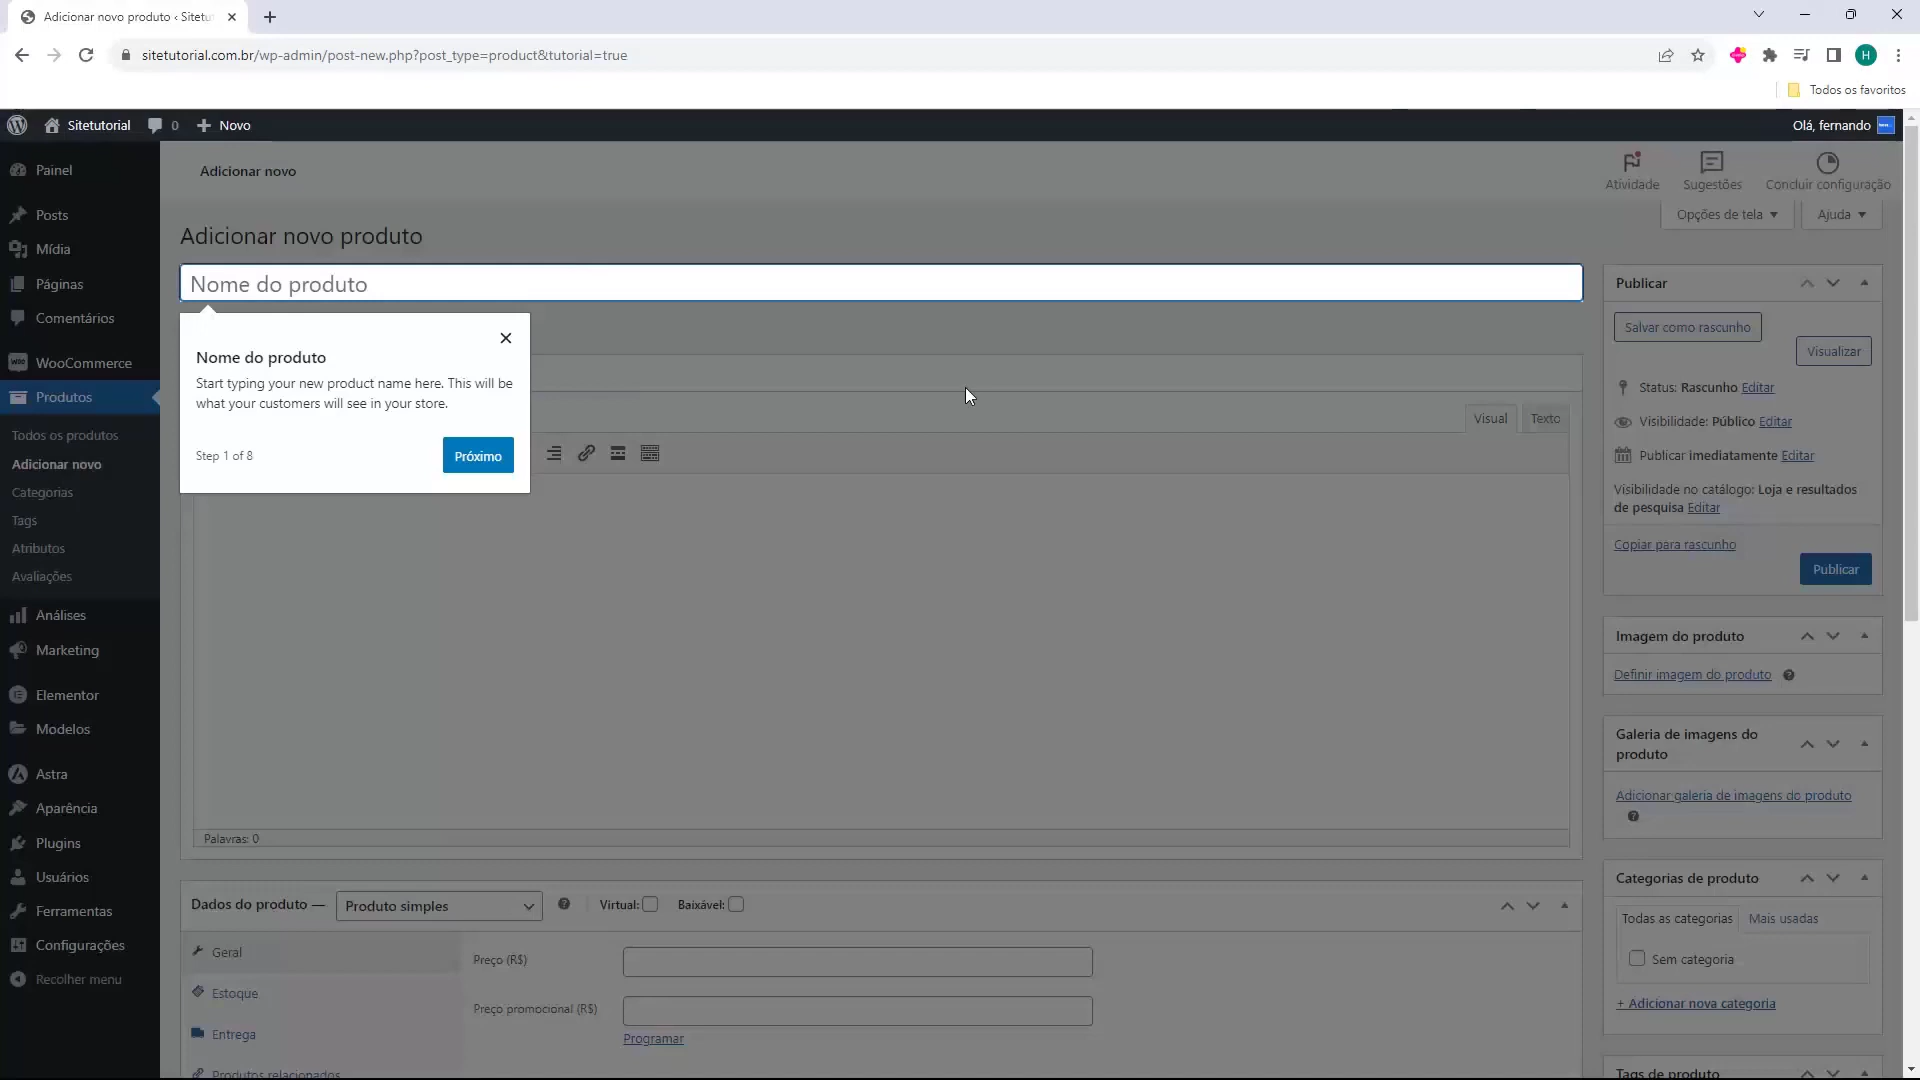 Adicionar novo produto ‹ Sitetu
sitetutorial.com.br/wp-admin/post-new.php?post_type=product&tutorial=true
H
Todos os favoritos
Sitetutorial
0
Novo
Olá, fernando
Painel
Posts
Mídia
Páginas
Comentários
WooCommerce
Produtos
Todos os produtos
Adicionar novo
Categorias
Tags
Atributos
Avaliações
Análises
Marketing
Elementor
Modelos
Astra
Aparência
Plugins
Usuários
Ferramentas
Configurações
Recolher menu
Adicionar novo
Atividade
Sugestões
Concluir configuração
Opções de tela
Ajuda
Adicionar novo produto
Nome do produto
Nome do produto
Start typing your new product name here. This will be
what your customers will see in your store.
Step 1 of 8
Próximo
Visual
Texto
Palavras: 0
Dados do produto —
Produto simples
Virtual:
Baixável:
Geral
Estoque
Entrega
Produtos relacionados
Preço (R$)
Preço promocional (R$)
Programar
Publicar
Salvar como rascunho
Visualizar
Status: Rascunho Editar
Visibilidade: Público Editar
Publicar imediatamente Editar
Visibilidade no catálogo: Loja e resultados
de pesquisa Editar
Copiar para rascunho
Publicar
Imagem do produto
Definir imagem do produto
Galeria de imagens do
produto
Adicionar galeria de imagens do produto
Categorias de produto
Todas as categorias
Mais usadas
Sem categoria
+ Adicionar nova categoria
Tags de produto